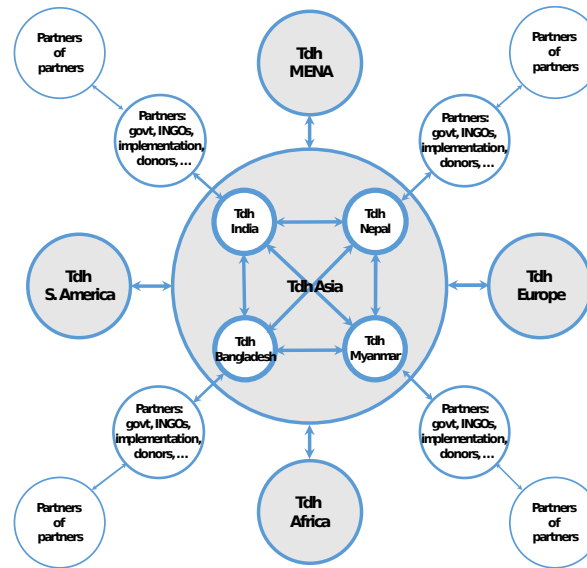 Partners
of
partners
Tdh
MENA
Partners
of
partners
Partners:
govt, INGOs,
implementation,
donors, ...
Partners:
govt, INGOs,
implementation,
donors, ...
Tdh
India
Tdh
Nepal
Tdh
S. America
Tdh Asia
Tdh
Europe
Tdh
Bangladesh
Tdh
Myanmar
Partners:
govt, INGOs,
implementation,
donors, ...
Partners:
govt, INGOs,
implementation,
donors, ...
Partners
of
partners
Tdh
Africa
Partners
of
partners